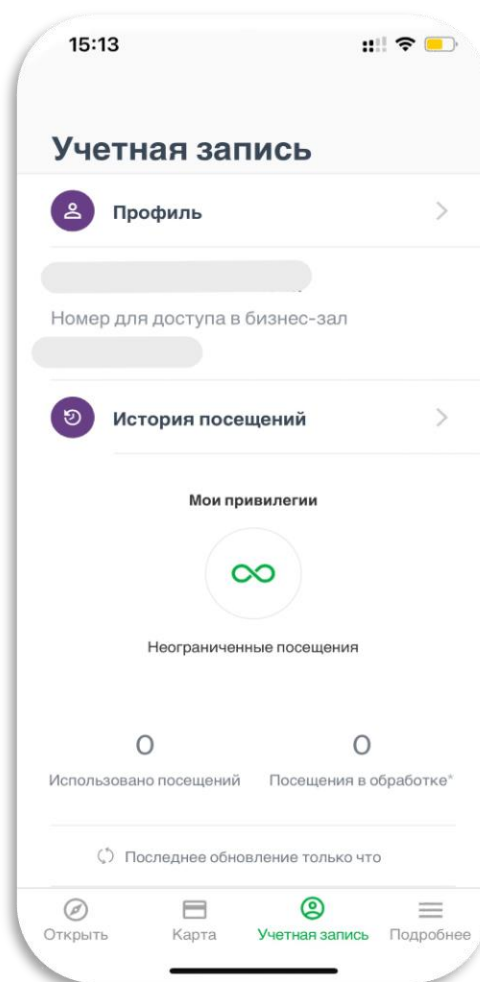 15:13
Учетная запись
Профиль
Номер для доступа в бизнес-зал
История посещений
Мои привилегии
Неограниченные посещения
0 0
Использовано посещений Посещения в обработке*
Последнее обновление только что
Открыть Карта Учетная запись Подробнее